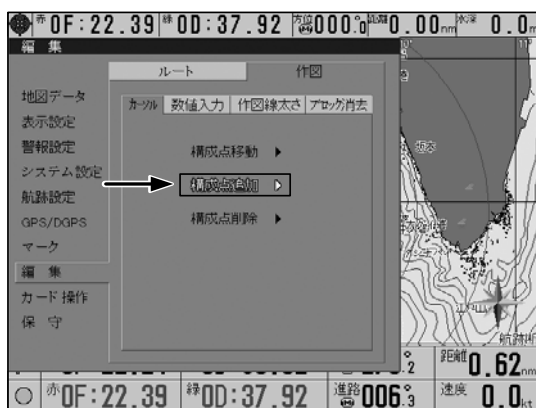 赤 0F:22.39 緑 0D:37.92 方位 000.0° 距離 0.00nm 水深 0.0m
編 集
ルート 作図
カーソル 数値入力 作図線太さ ブロック消去
地図データ
表示設定
警報設定
システム設定
航跡設定
GPS/DGPS
マーク
編 集
カード操作
保 守
構成点移動
構成点追加
構成点削除
距離 0.62nm
赤 0F:22.39 緑 0D:37.92 進路 006.3° 速度 0.0kt